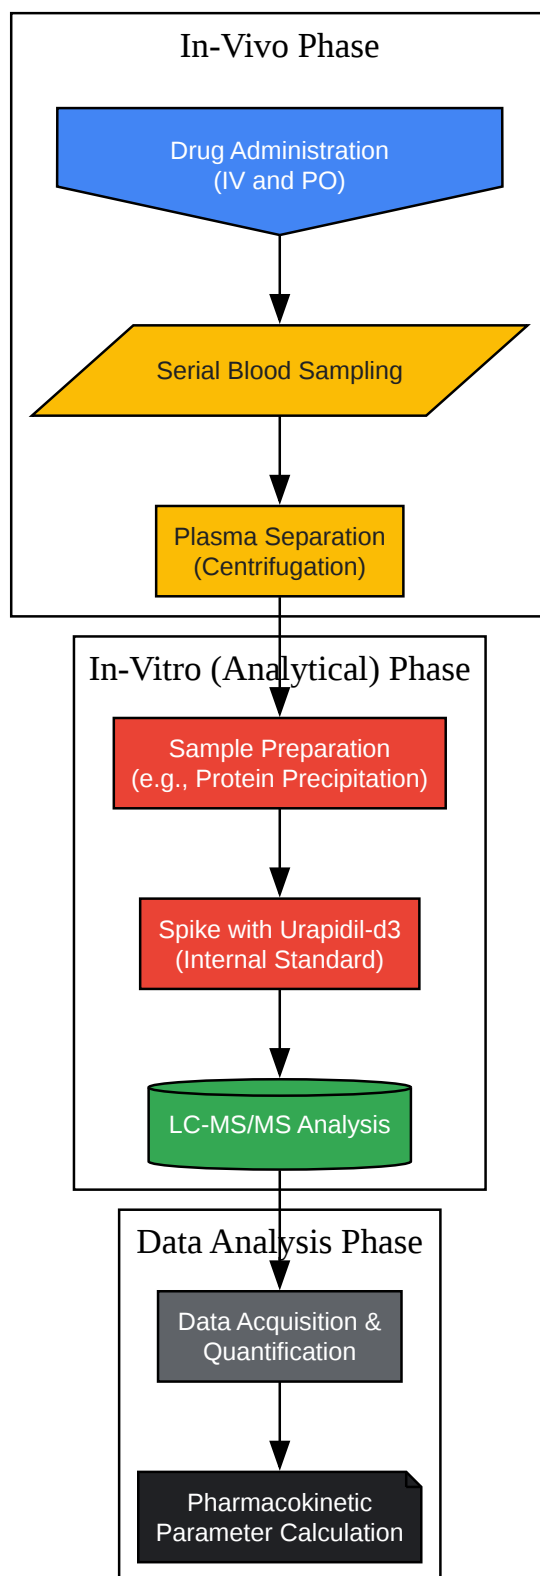 In-Vivo Phase
Drug Administration
(IV and PO)
Serial Blood Sampling
Plasma Separation
(Centrifugation)
In-Vitro (Analytical) Phase
Sample Preparation
(e.g., Protein Precipitation)
Spike with Urapidil-d3
(Internal Standard)
LC-MS/MS Analysis
Data Analysis Phase
Data Acquisition &
Quantification
Pharmacokinetic
Parameter Calculation